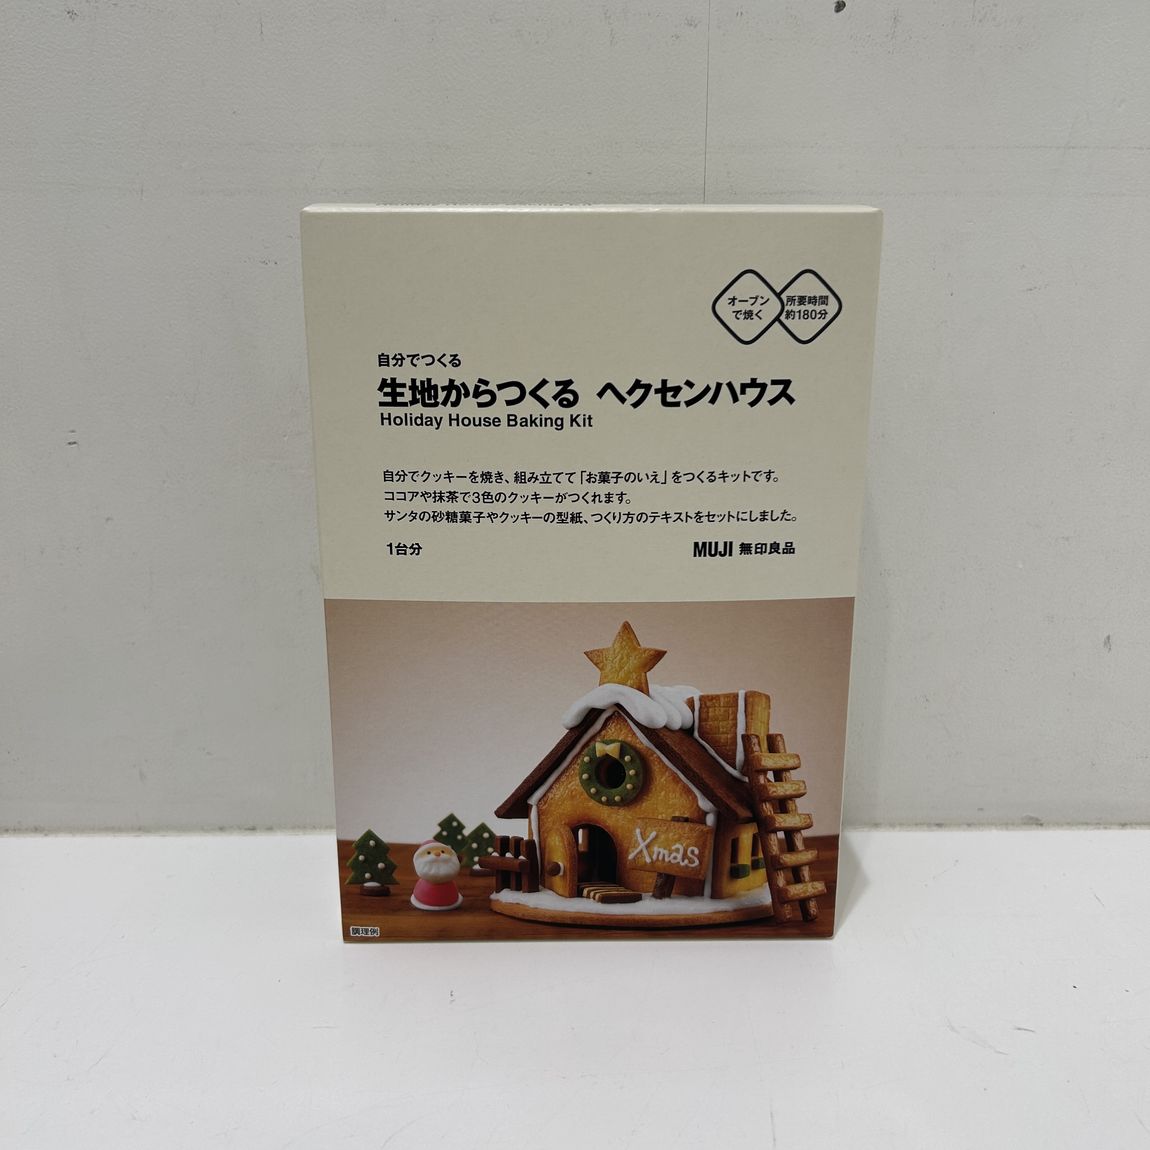 オーブン
で焼く
所要時間
約180分
自分でつくる
生地からつくる ヘクセンハウス
Holiday House Baking Kit
自分でクッキーを焼き、組み立てて「お菓子のいえ」をつくるキットです。
ココアや抹茶で3色のクッキーがつくれます。
サンタの砂糖菓子やクッキーの型紙、つくり方のテキストをセットにしました。
1台分
MUJI 無印良品
Xmas
調理例